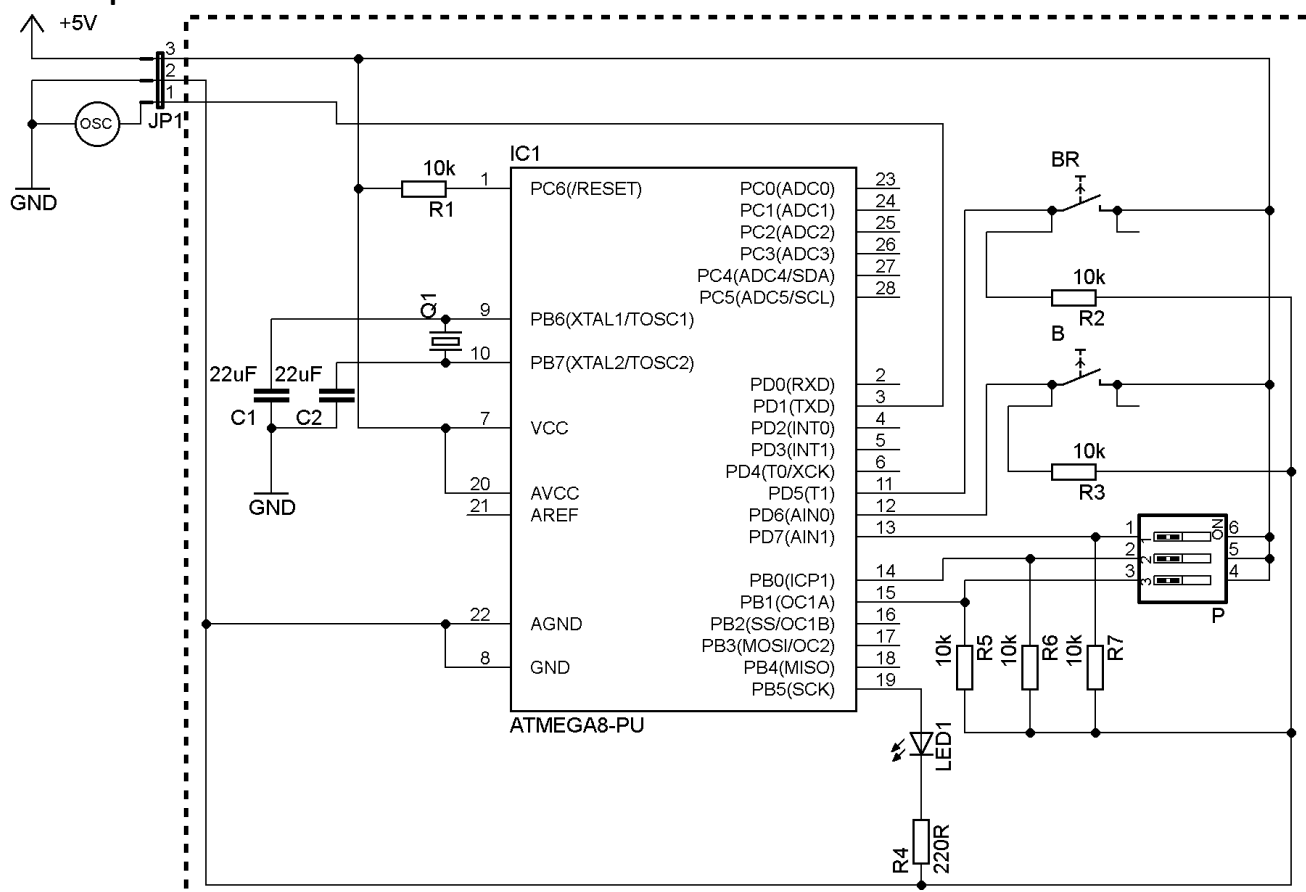 +5V
3
2
1
JP1
OSC
GND
IC1
10k
R1
1
PC6(/RESET)
Q1
9
PB6(XTAL1/TOSC1)
10
PB7(XTAL2/TOSC2)
22uF
22uF
C1
C2
GND
7
VCC
20
AVCC
21
AREF
22
AGND
8
GND
ATMEGA8-PU
PC0(ADC0)
23
PC1(ADC1)
24
PC2(ADC2)
25
PC3(ADC3)
26
PC4(ADC4/SDA)
27
PC5(ADC5/SCL)
28
PD0(RXD)
2
PD1(TXD)
3
PD2(INT0)
4
PD3(INT1)
5
PD4(T0/XCK)
6
PD5(T1)
11
PD6(AIN0)
12
PD7(AIN1)
13
PB0(ICP1)
14
PB1(OC1A)
15
PB2(SS/OC1B)
16
PB3(MOSI/OC2)
17
PB4(MISO)
18
PB5(SCK)
19
BR
10k
R2
B
10k
R3
1
2
3
1
2
3
ON
6
5
4
P
10k
R5
10k
R6
10k
R7
LED1
R4
220R